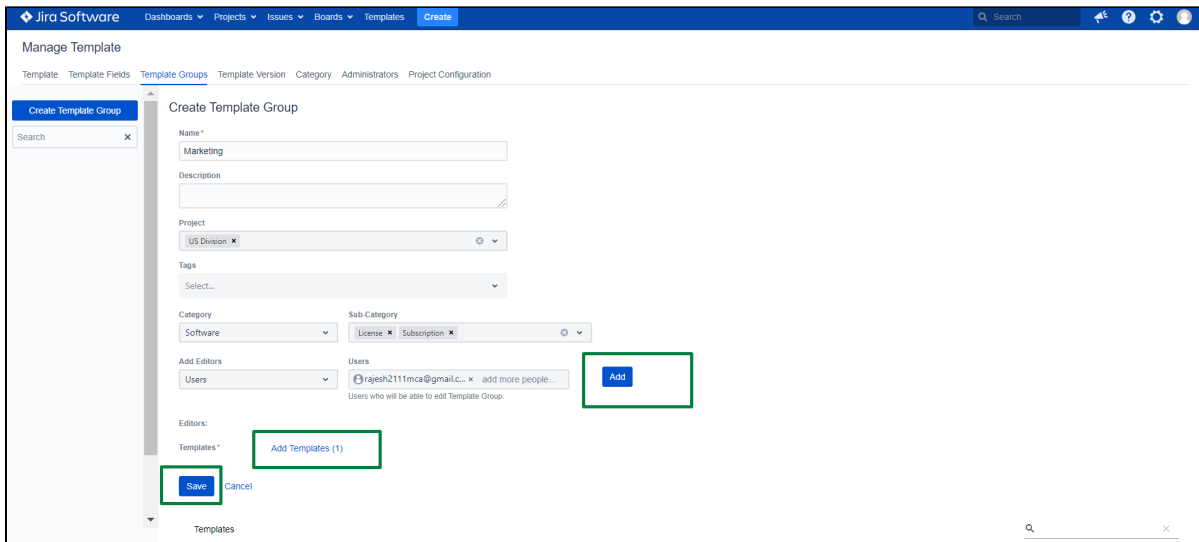 Jira Software Dashboards Projects Issues Boards Templates Create Search
Manage Template
Template Template Fields Template Groups Template Version Category Administrators Project Configuration
Create Template Group
Search
Create Template Group
Name*
Marketing
Description
Project
US Division
Tags
Select...
Category Sub-Category
Software License Subscription
Add Editors Users
Users rajesh2111mca@gmail.c... add more people... Add
Users who will be able to edit Template Group.
Editors:
Templates* Add Templates (1)
Save Cancel
Templates